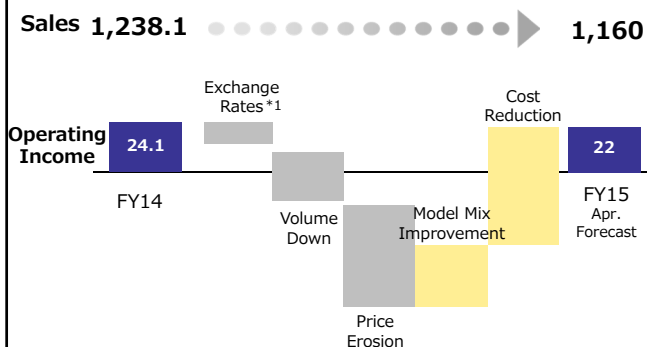 Sales 1,238.1 1,160
Exchange
Rates *1
Cost
Reduction
Operating
Income
24.1
22
FY14
Volume
Down
Model Mix
Improvement
FY15
Apr.
Forecast
Price
Erosion